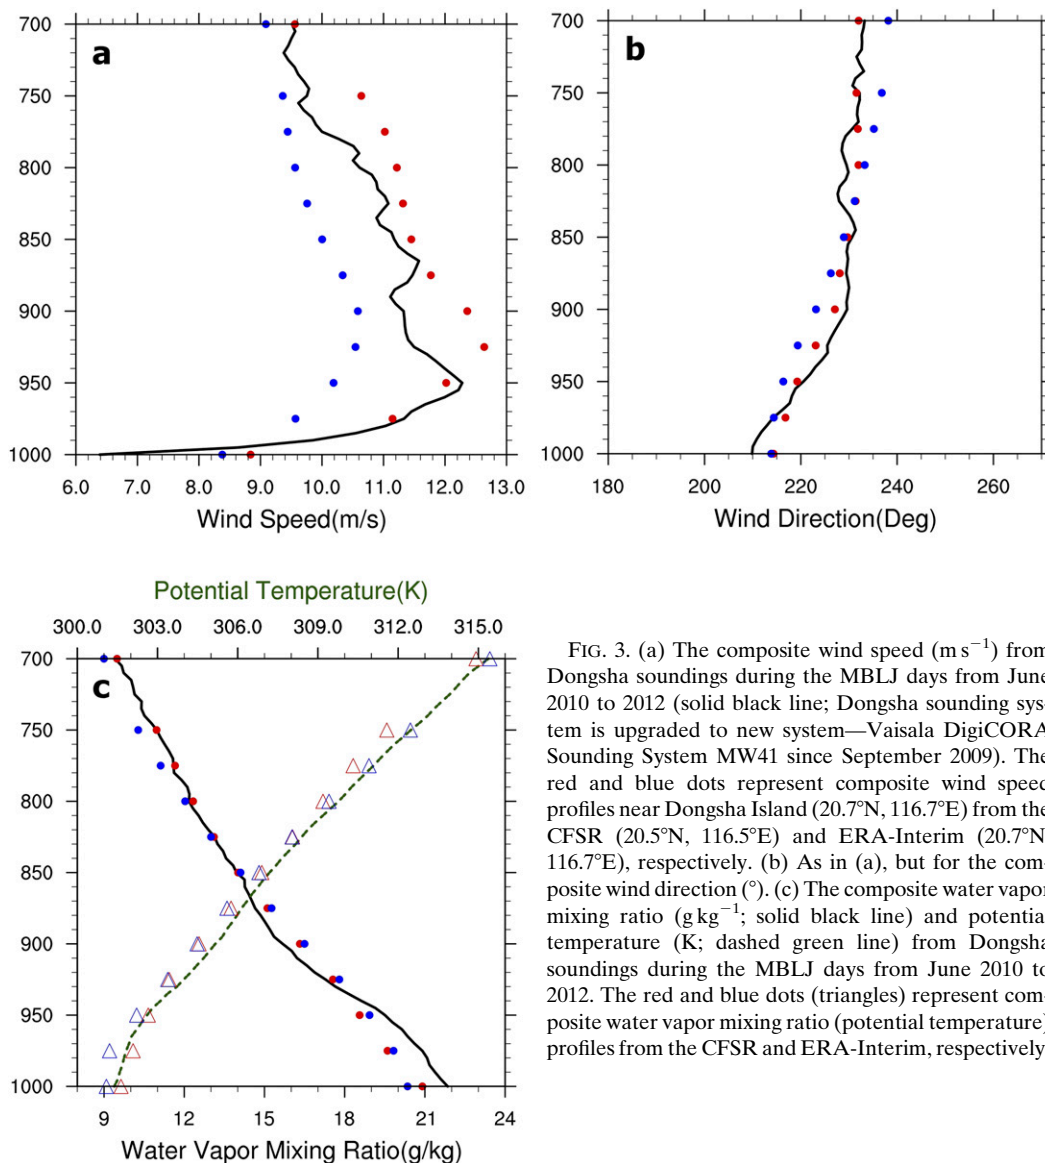 700
750
800
850
900
950
1000
a
6.0 7.0 8.0 9.0 10.0 11.0 12.0 13.0
Wind Speed(m/s)
700
750
800
850
900
950
1000
b
180 200 220 240 260
Wind Direction(Deg)
Potential Temperature(K)
300.0 303.0 306.0 309.0 312.0 315.0
700
750
800
850
900
950
1000
c
9 12 15 18 21 24
Water Vapor Mixing Ratio(g/kg)
FIG. 3. (a) The composite wind speed (m s⁻¹) from
Dongsha soundings during the MBLJ days from June
2010 to 2012 (solid black line; Dongsha sounding sys-
tem is upgraded to new system—Vaisala DigiCORA
Sounding System MW41 since September 2009). The
red and blue dots represent composite wind speed
profiles near Dongsha Island (20.7°N, 116.7°E) from the
CFSR (20.5°N, 116.5°E) and ERA-Interim (20.7°N
116.7°E), respectively. (b) As in (a), but for the com-
posite wind direction (°). (c) The composite water vapor
mixing ratio (g kg⁻¹; solid black line) and potentia
temperature (K; dashed green line) from Dongsha
soundings during the MBLJ days from June 2010 to
2012. The red and blue dots (triangles) represent com-
posite water vapor mixing ratio (potential temperature)
profiles from the CFSR and ERA-Interim, respectively